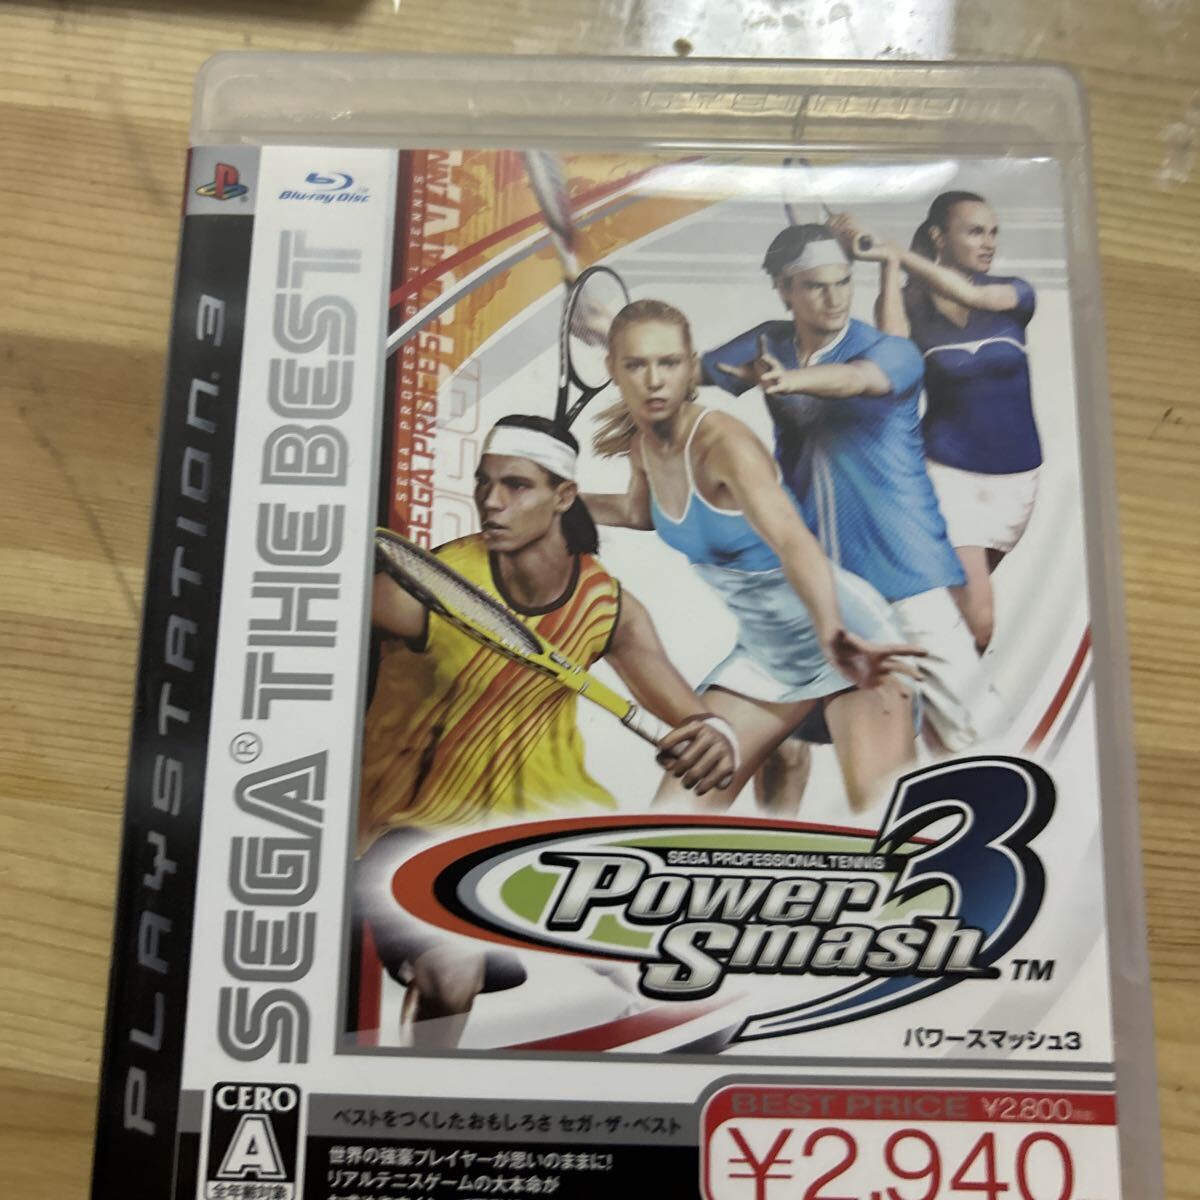 Blu-ray Disc
PLAYSTATION 3
SEGA® THE BEST
SEGA PROFESSIONAL TENNIS
SEGA PROFESSIONAL TENNIS
Power
Smash 3
TM
パワースマッシュ3
CERO
A
全年齢対象
ベストをつくしたおもしろさ セガ・ザ・ベスト
世界の強豪プレイヤーが思いのままに!
リアルテニスゲームの大本命が
BEST PRICE ¥2,800
¥2,940